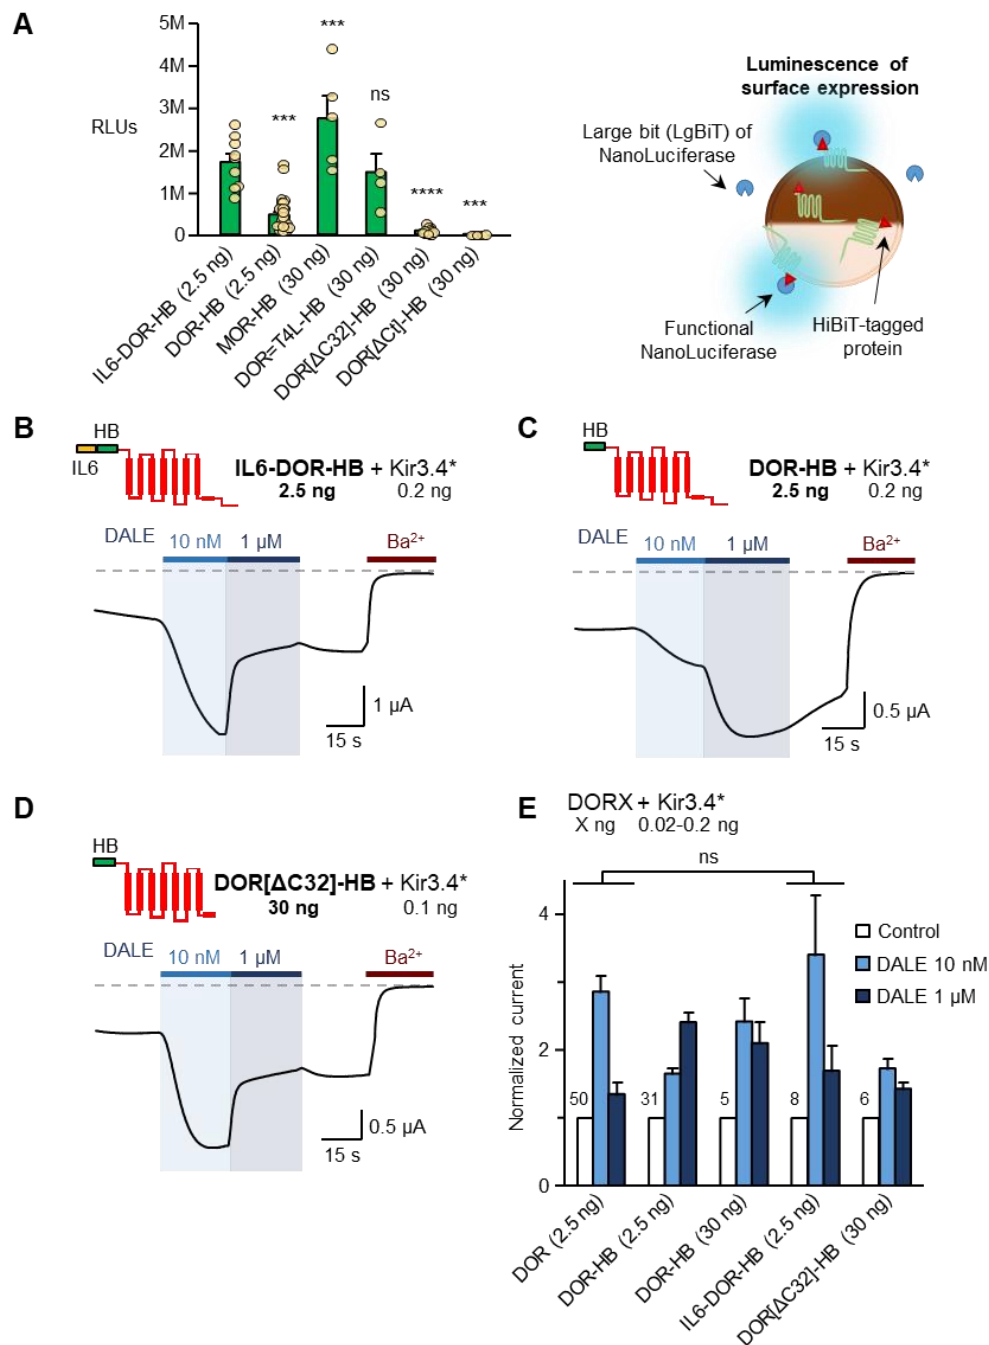 A
5M
4M
3M
2M
1M
0
RLUs
***
***
ns
****
***
IL6-DOR-HB (2.5 ng)
DOR-HB (2.5 ng)
MOR-HB (30 ng)
DOR=T4L-HB (30 ng)
DOR[ΔC32]-HB (30 ng)
DOR[ΔCt]-HB (30 ng)
Luminescence of
surface expression
Large bit (LgBiT) of
NanoLuciferase
Functional
NanoLuciferase
HiBiT-tagged
protein
B
HB
IL6
IL6-DOR-HB + Kir3.4*
2.5 ng 0.2 ng
DALE 10 nM 1 µM Ba²⁺
1 µA
15 s
C
HB
DOR-HB + Kir3.4*
2.5 ng 0.2 ng
DALE 10 nM 1 µM Ba²⁺
0.5 µA
15 s
D
HB
DOR[ΔC32]-HB + Kir3.4*
30 ng 0.1 ng
DALE 10 nM 1 µM Ba²⁺
0.5 µA
15 s
E
DORX + Kir3.4*
X ng 0.02-0.2 ng
ns
4
2
0
Normalized current
Control
DALE 10 nM
DALE 1 µM
50 31 5 8 6
DOR (2.5 ng)
DOR-HB (2.5 ng)
DOR-HB (30 ng)
IL6-DOR-HB (2.5 ng)
DOR[ΔC32]-HB (30 ng)